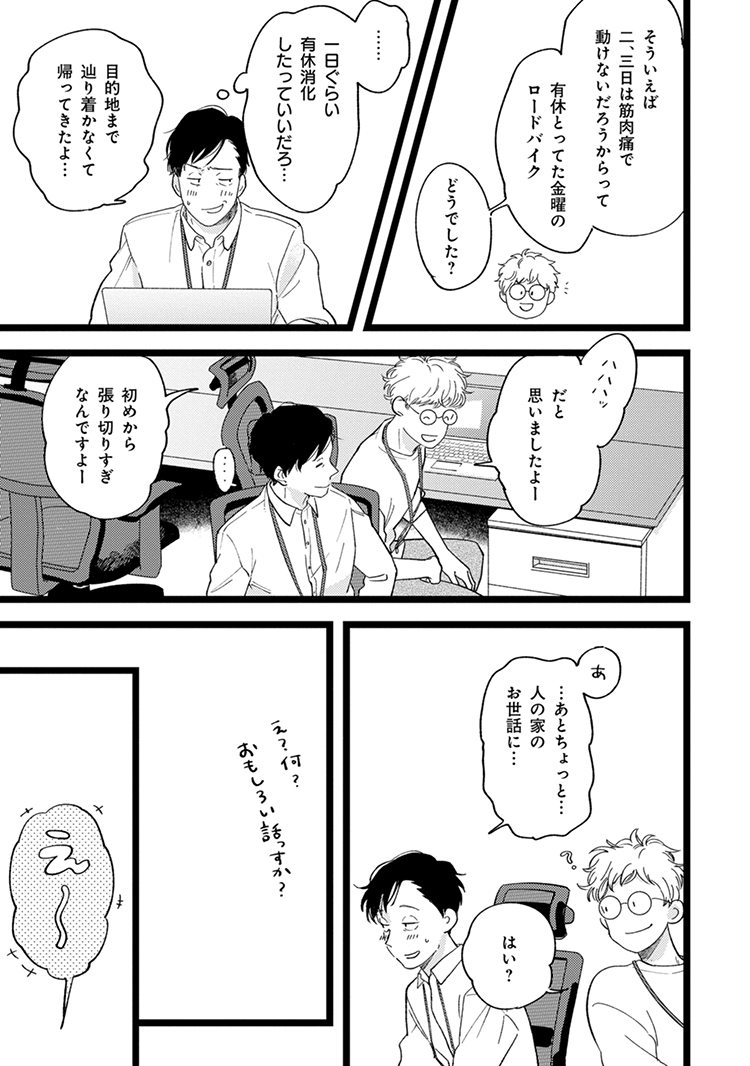 そういえば
二、三日は筋肉痛で
動けないだろうからって
有休とってた金曜の
ロードバイク
どうでした？
……
一日ぐらい
有休消化
したっていいだろ…
目的地まで
辿り着かなくて
帰ってきたよ…
ハハハッ
だと
思いましたよー
…
初めから
張り切りすぎ
なんですよー
あ
…あとちょっと…
人の家の
お世話に…
？
はい？
え？何？
おもしろい話っすか？
え〜